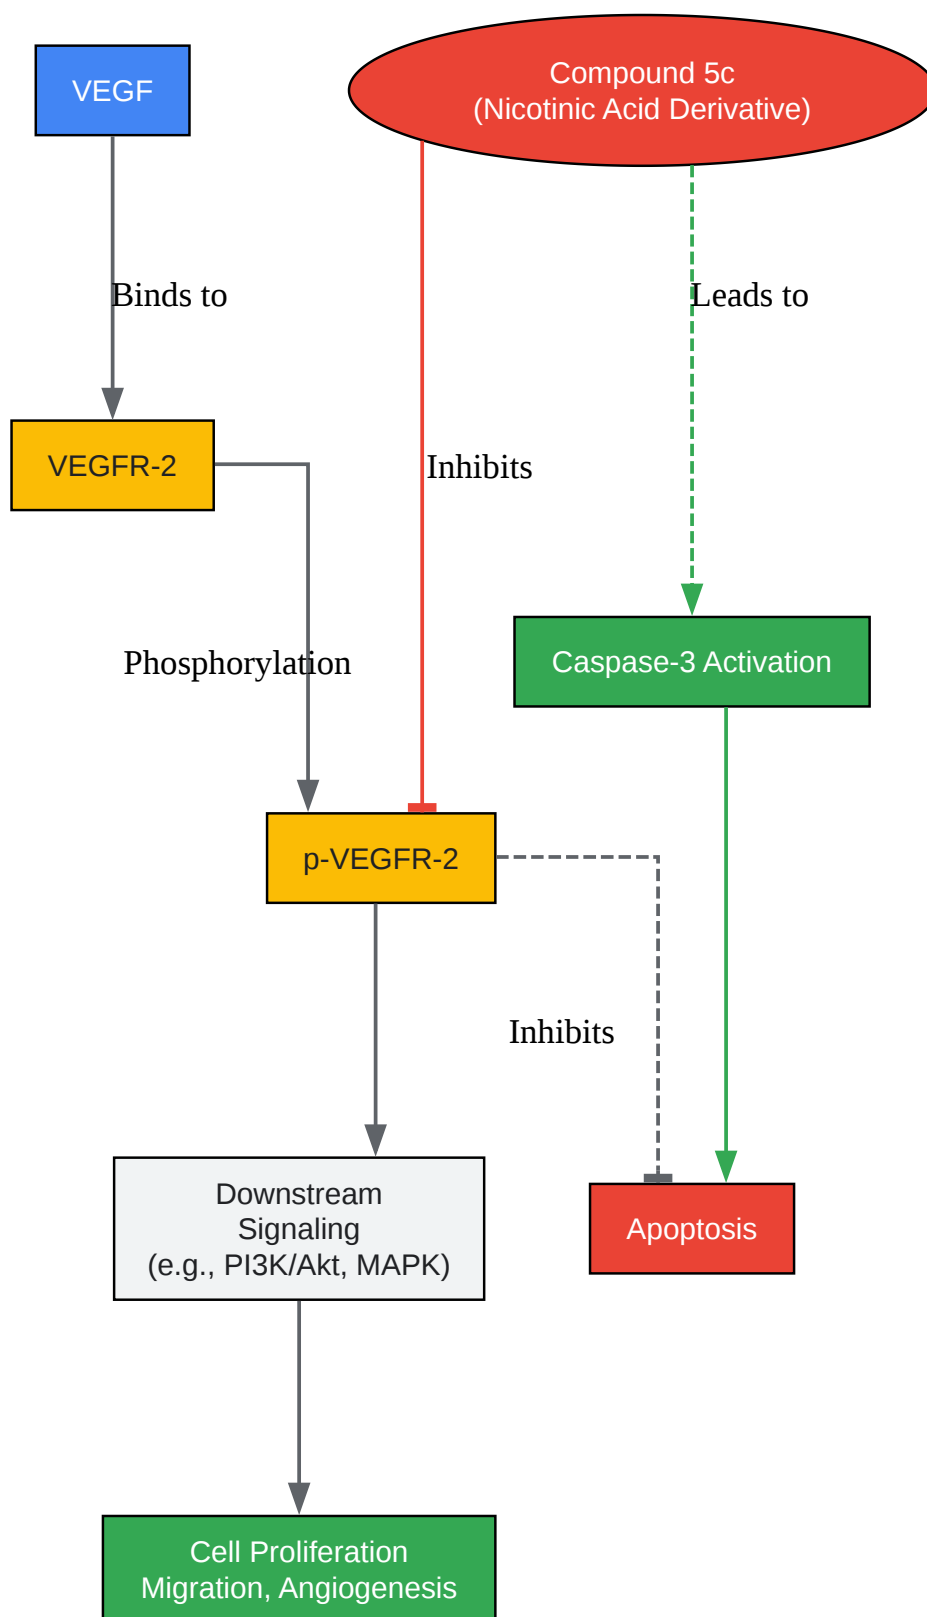 VEGF
Compound 5c
(Nicotinic Acid Derivative)
Binds to
Leads to
VEGFR-2
Inhibits
Phosphorylation
Caspase-3 Activation
p-VEGFR-2
Inhibits
Downstream
Signaling
(e.g., PI3K/Akt, MAPK)
Apoptosis
Cell Proliferation
Migration, Angiogenesis